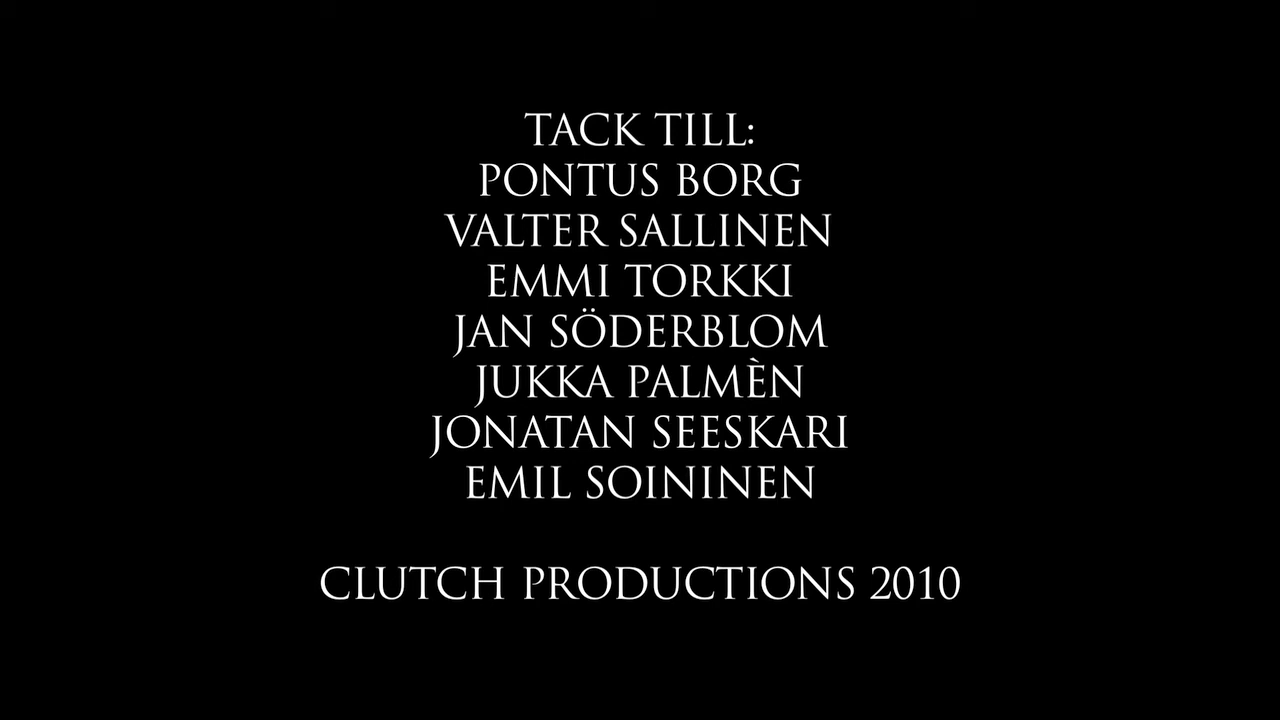 TACK TILL:
PONTUS BORG
VALTER SALLINEN
EMMI TORKKI
JAN SÖDERBLOM
JUKKA PALMÈN
JONATAN SEESKARI
EMIL SOININEN
CLUTCH PRODUCTIONS 2010